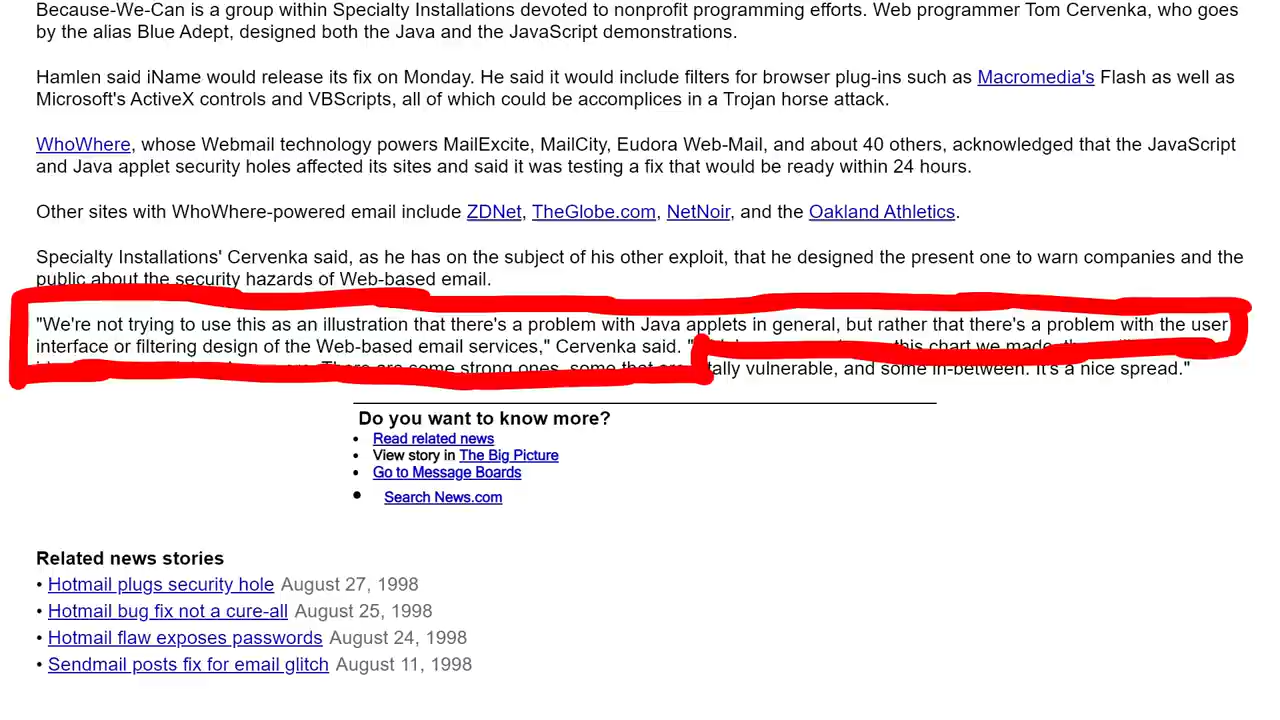 Because-We-Can is a group within Specialty Installations devoted to nonprofit programming efforts. Web programmer Tom Cervenka, who goes
by the alias Blue Adept, designed both the Java and the JavaScript demonstrations.
Hamlen said iName would release its fix on Monday. He said it would include filters for browser plug-ins such as Macromedia's Flash as well as
Microsoft's ActiveX controls and VBScripts, all of which could be accomplices in a Trojan horse attack.
WhoWhere, whose Webmail technology powers MailExcite, MailCity, Eudora Web-Mail, and about 40 others, acknowledged that the JavaScript
and Java applet security holes affected its sites and said it was testing a fix that would be ready within 24 hours.
Other sites with WhoWhere-powered email include ZDNet, TheGlobe.com, NetNoir, and the Oakland Athletics.
Specialty Installations' Cervenka said, as he has on the subject of his other exploit, that he designed the present one to warn companies and the
public about the security hazards of Web-based email.
"We're not trying to use this as an illustration that there's a problem with Java applets in general, but rather that there's a problem with the user
interface or filtering design of the Web-based email services," Cervenka said. " this chart we made,
There are some strong ones, some that are vulnerable, and some in-between. It's a nice spread."
Do you want to know more?
• Read related news
• View story in The Big Picture
• Go to Message Boards
• Search News.com
Related news stories
• Hotmail plugs security hole August 27, 1998
• Hotmail bug fix not a cure-all August 25, 1998
• Hotmail flaw exposes passwords August 24, 1998
• Sendmail posts fix for email glitch August 11, 1998